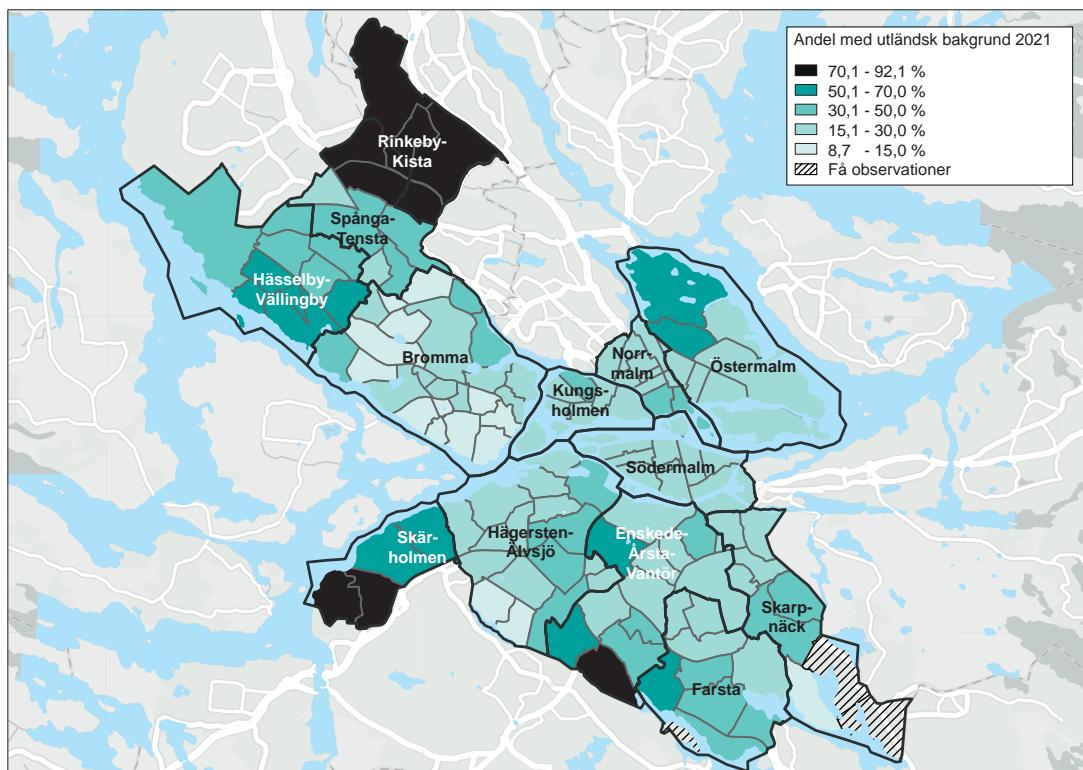 Andel med utländsk bakgrund 2021
70,1 - 92,1 %
50,1 - 70,0 %
30,1 - 50,0 %
15,1 - 30,0 %
8,7 - 15,0 %
Få observationer
Rinkeby-
Kista
Spånga-
Tensta
Hässelby-
Vällingby
Bromma
Norr-
malm
Östermalm
Kungs-
holmen
Södermalm
Skär-
holmen
Hägersten-
Älvsjö
Enskede-
Årsta-
Vantör
Skarp-
näck
Farsta